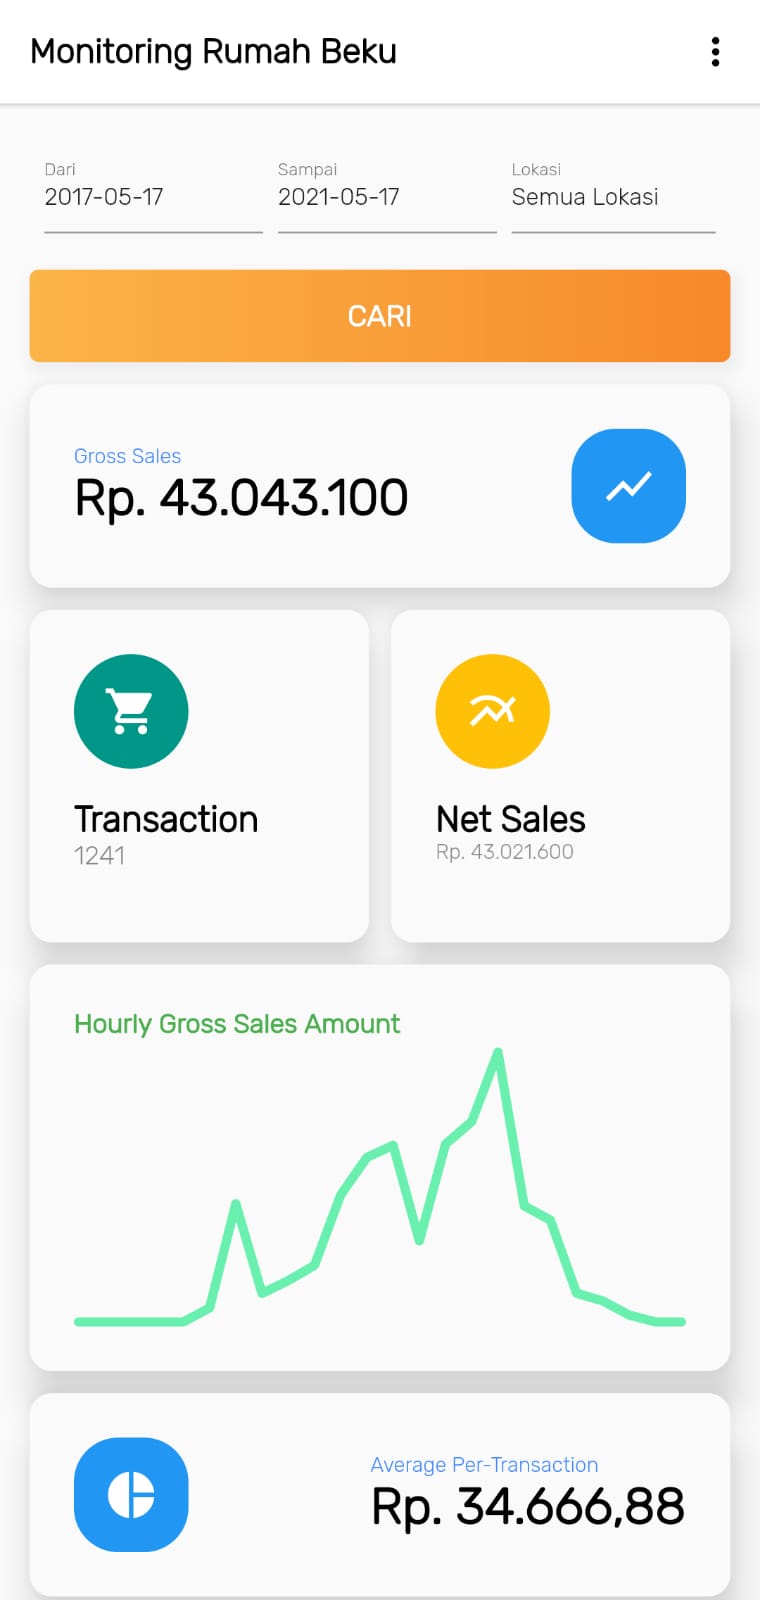 Monitoring Rumah Beku
Dari
2017-05-17
Sampai
2021-05-17
Lokasi
Semua Lokasi
CARI
Gross Sales
Rp. 43.043.100
Transaction
1241
Net Sales
Rp. 43.021.600
Hourly Gross Sales Amount
Average Per-Transaction
Rp. 34.666,88